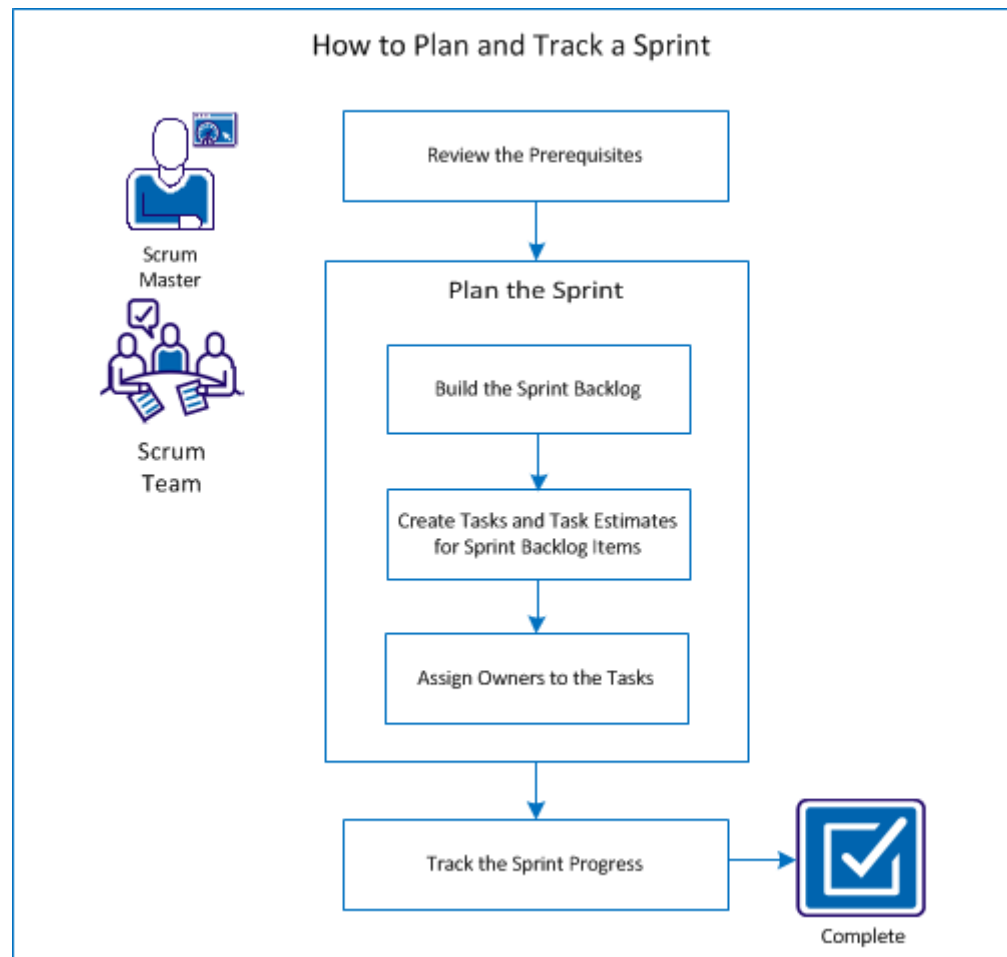 How to Plan and Track a Sprint
Review the Prerequisites
Scrum
Master
Plan the Sprint
Build the Sprint Backlog
Scrum
Team
Create Tasks and Task Estimates
for Sprint Backlog Items
Assign Owners to the Tasks
Track the Sprint Progress
Complete